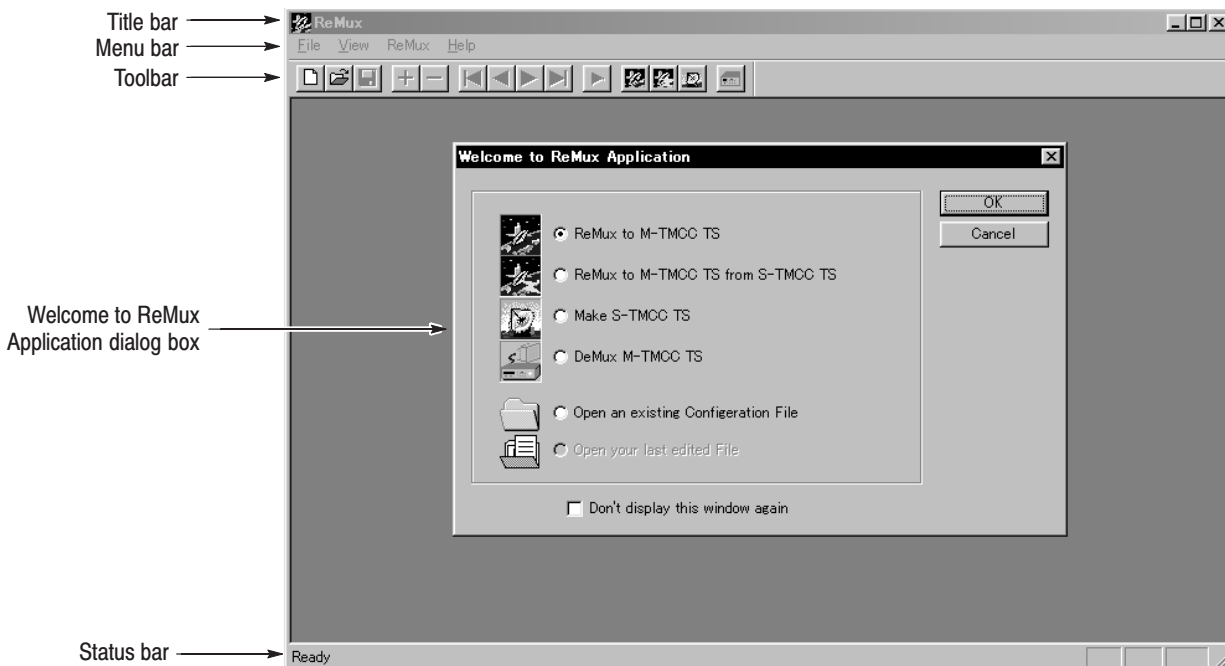 Title bar
ReMux
Menu bar
File View ReMux Help
Toolbar
Welcome to ReMux Application
OK
Cancel
ReMux to M-TMCC TS
ReMux to M-TMCC TS from S-TMCC TS
Make S-TMCC TS
DeMux M-TMCC TS
Open an existing Configeration File
Open your last edited File
Don't display this window again
Welcome to ReMux
Application dialog box
Status bar
Ready